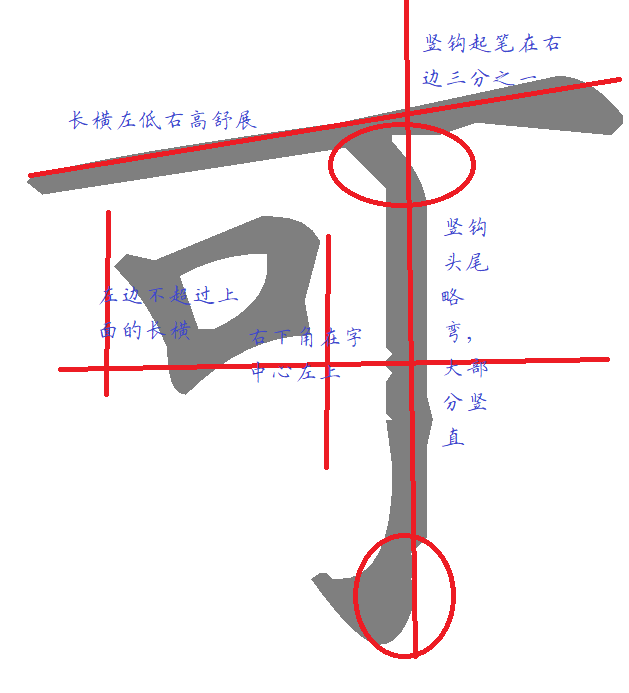 竖钩起笔在右
边三分之一
长横左低右高舒展
可
左边不超过上
面的长横
右下角在字
中心左上
竖钩
头尾
略
弯，
大部
分竖
直